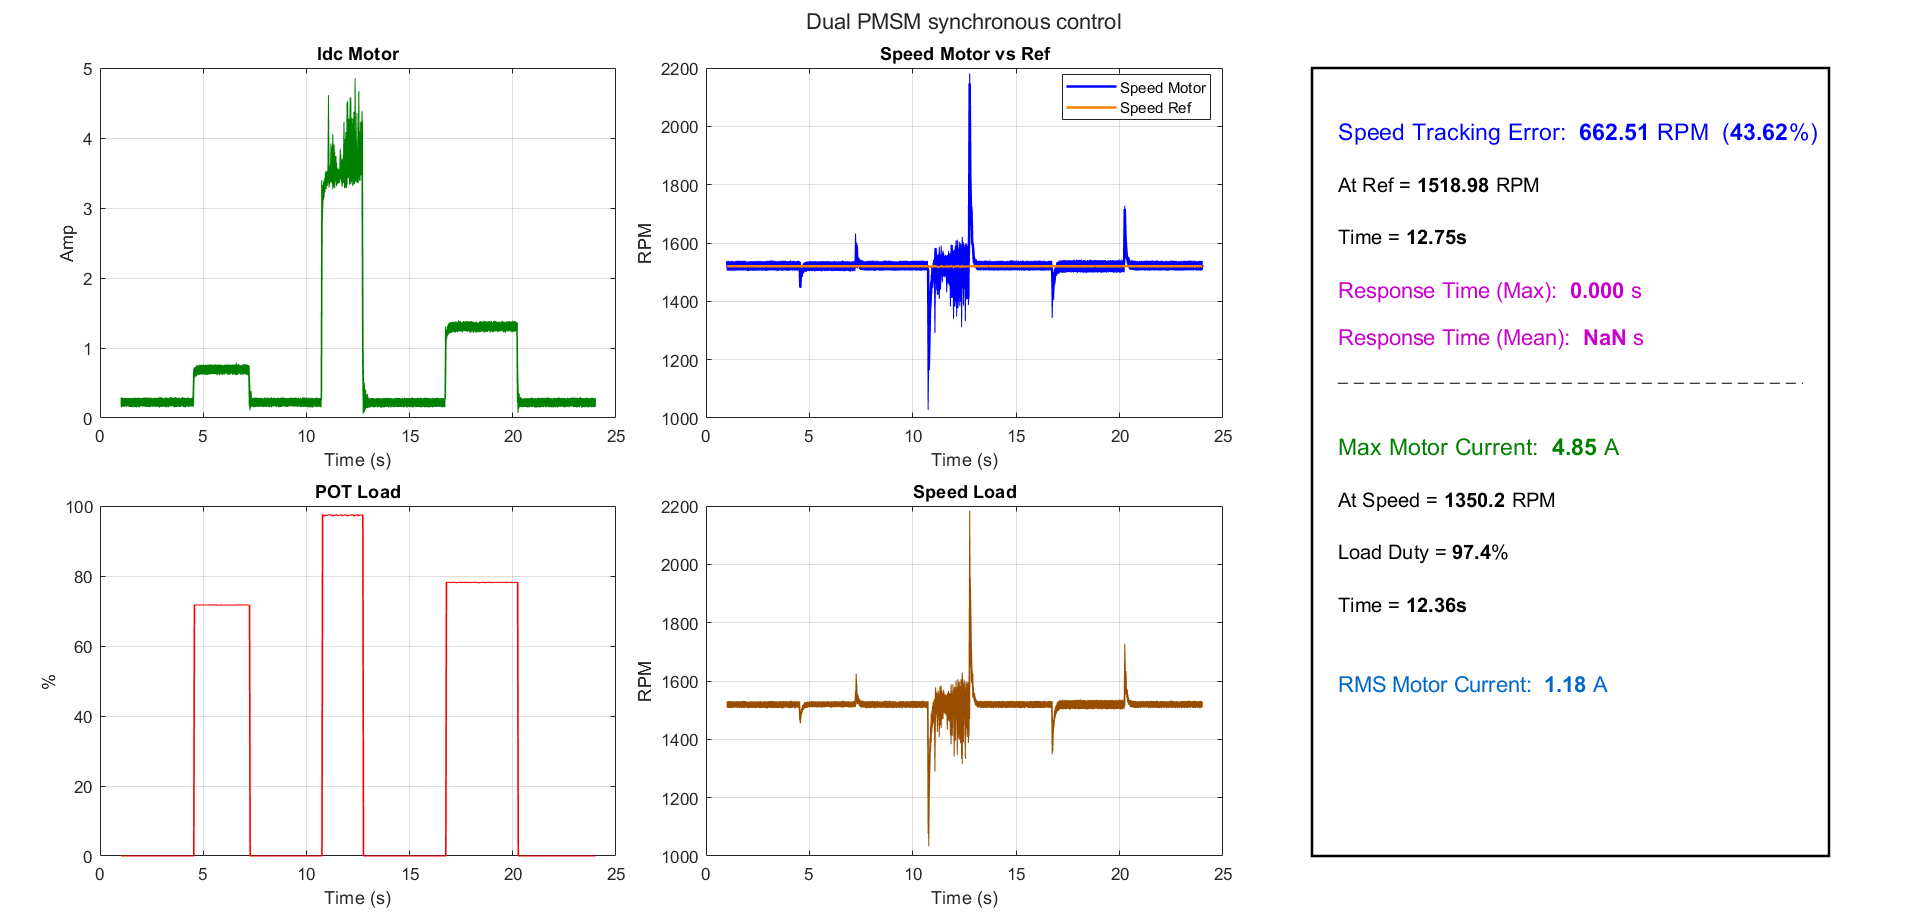 Dual PMSM synchronous control
Idc Motor
5
4
3
2
1
0
Amp
0 5 10 15 20 25
Time (s)
Speed Motor vs Ref
2200
2000
1800
1600
1400
1200
1000
RPM
Speed Motor
Speed Ref
0 5 10 15 20 25
Time (s)
POT Load
100
80
60
40
20
0
%
0 5 10 15 20 25
Time (s)
Speed Load
2200
2000
1800
1600
1400
1200
1000
RPM
0 5 10 15 20 25
Time (s)
Speed Tracking Error: 662.51 RPM (43.62%)
At Ref = 1518.98 RPM
Time = 12.75s
Response Time (Max): 0.000 s
Response Time (Mean): NaN s
Max Motor Current: 4.85 A
At Speed = 1350.2 RPM
Load Duty = 97.4%
Time = 12.36s
RMS Motor Current: 1.18 A